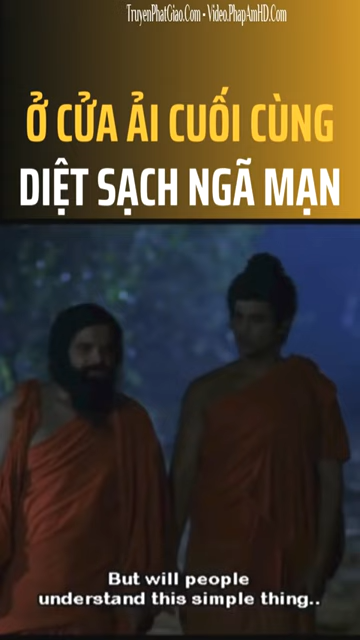 TruyenPhatGiao.Com • Video.PhapAmHD.Com
Ở CỬA ẢI CUỐI CÙNG
DIỆT SẠCH NGÃ MẠN
But will people
understand this simple thing..